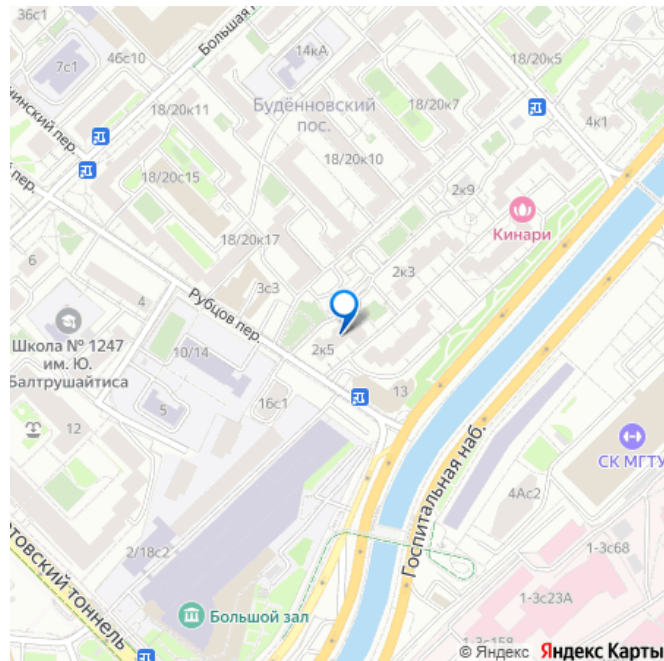 36с1
46с10
Большая
7с1
14кА
18/20к5
Будённовский
пос.
18/20к11
18/20к7
4к1
нинский пер.
18/20к10
18/20с15
2к9
пер.
Кинари
18/20к17
6
3с3
2к3
4
Рубцов пер.
Школа № 1247
им. Ю.
Балтрушайтиса
10/14
2к5
16с1
13
5
12
СК МГТУ
Госпитальная наб.
4Ас2
2/18с2
1-3с68
товский тоннель
1-3с23А
Большой зал
1-3с158
© Яндекс Яндекс Карты